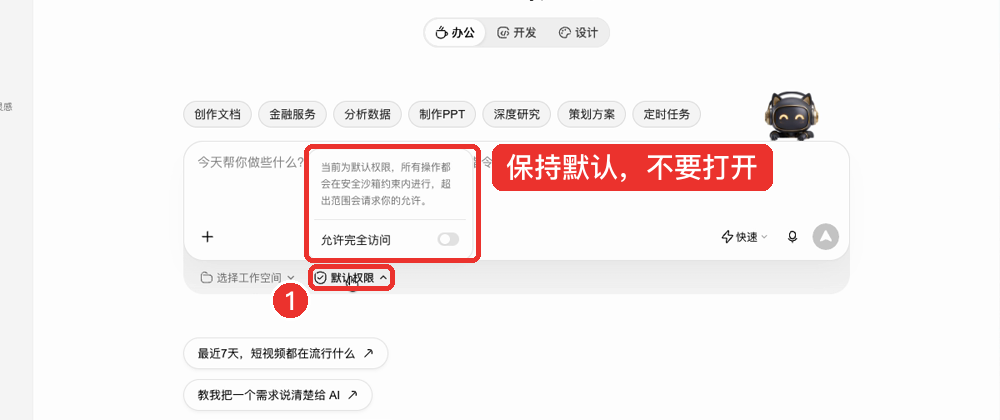 办公 开发 设计
感
创作文档 金融服务 分析数据 制作PPT 深度研究 策划方案 定时任务
今天帮你做些什么?
当前为默认权限，所有操作都
会在安全沙箱约束内进行，超
出范围会请求你的允许。
保持默认，不要打开
允许完全访问
快速
选择工作空间
默认权限
1
最近7天，短视频都在流行什么
教我把一个需求说清楚给 AI